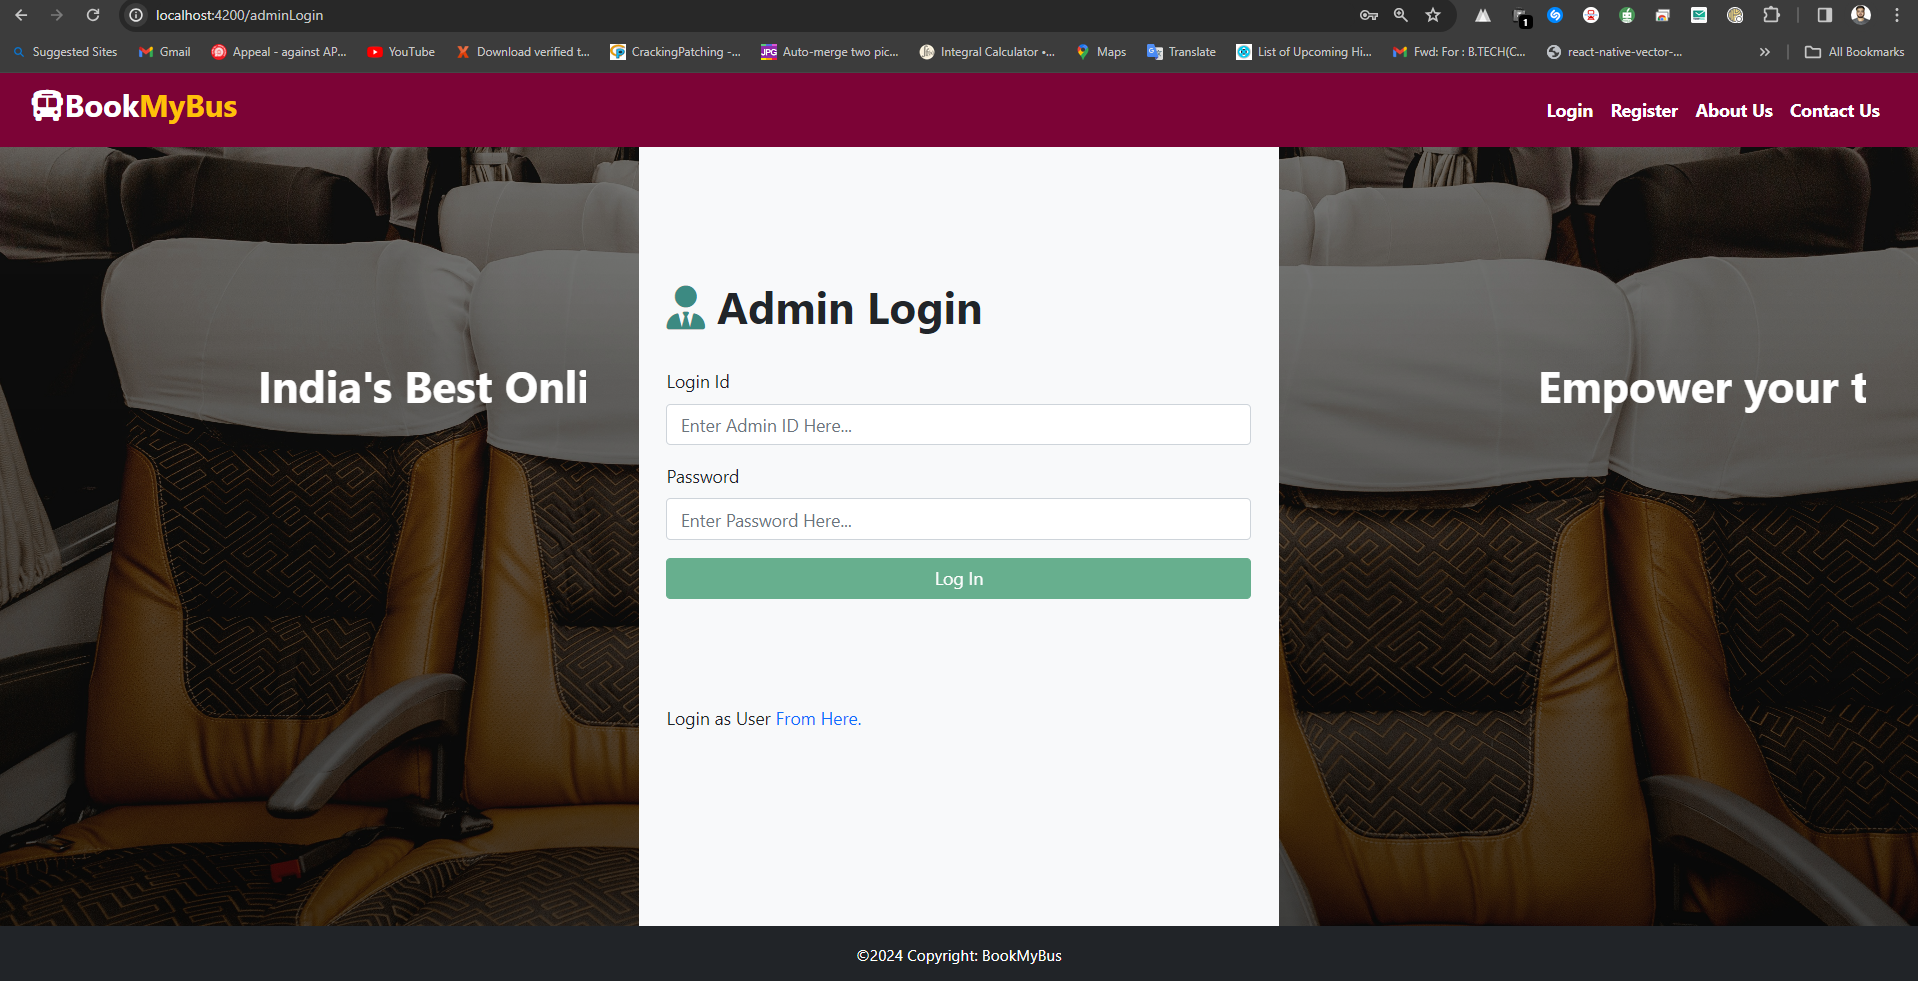 localhost:4200/adminLogin
1
Suggested Sites Gmail Appeal - against AP... YouTube Download verified t... CrackingPatching -... JPG Auto-merge two pic... Integral Calculator •... Maps Translate List of Upcoming Hi... Fwd: For : B.TECH(C... react-native-vector-... » All Bookmarks
BookMyBus
Login Register About Us Contact Us
Admin Login
India's Best Onli
Empower your t
Login Id
Enter Admin ID Here...
Password
Enter Password Here...
Log In
Login as User From Here.
©2024 Copyright: BookMyBus